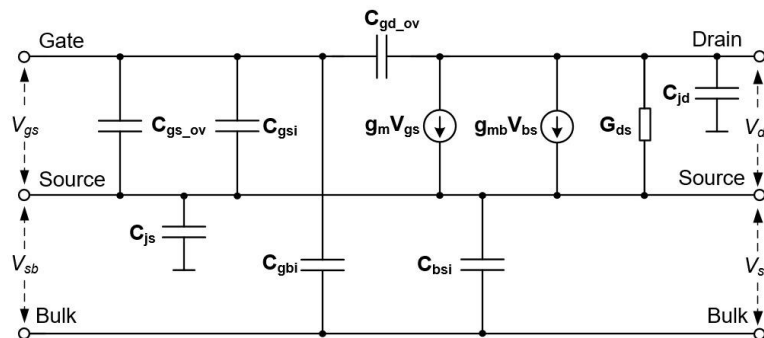 C_gd_ov
Gate
Drain
C_jd
V_gs
C_gs_ov
C_gsi
g_mV_gs
g_mbV_bs
G_ds
V_d
Source
Source
C_js
V_sb
C_gbi
C_bsi
V_s
Bulk
Bulk